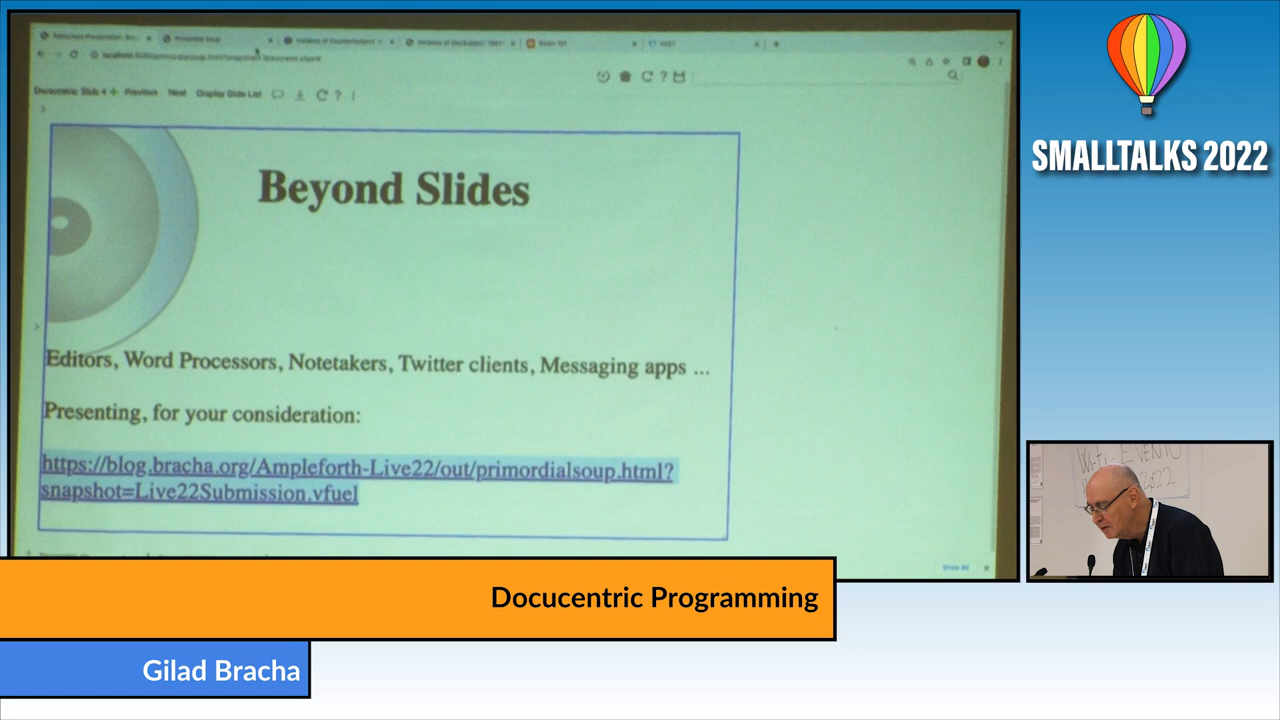 SMALLTALKS 2022
Docucentric Slide 4 Previous Next Display Slide List
Beyond Slides
Editors, Word Processors, Notetakers, Twitter clients, Messaging apps ...
Presenting, for your consideration:
https://blog.bracha.org/Ampleforth-Live22/out/primordialsoup.html?
snapshot=Live22Submission.vfuel
Show All
Docucentric Programming
Gilad Bracha